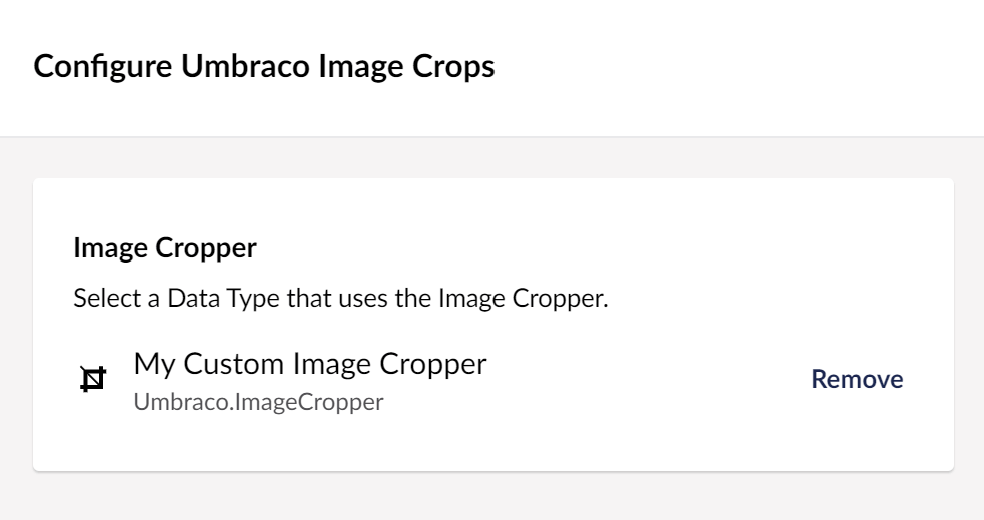 Configure Umbraco Image Crops
Image Cropper
Select a Data Type that uses the Image Cropper.
My Custom Image Cropper
Umbraco.ImageCropper
Remove